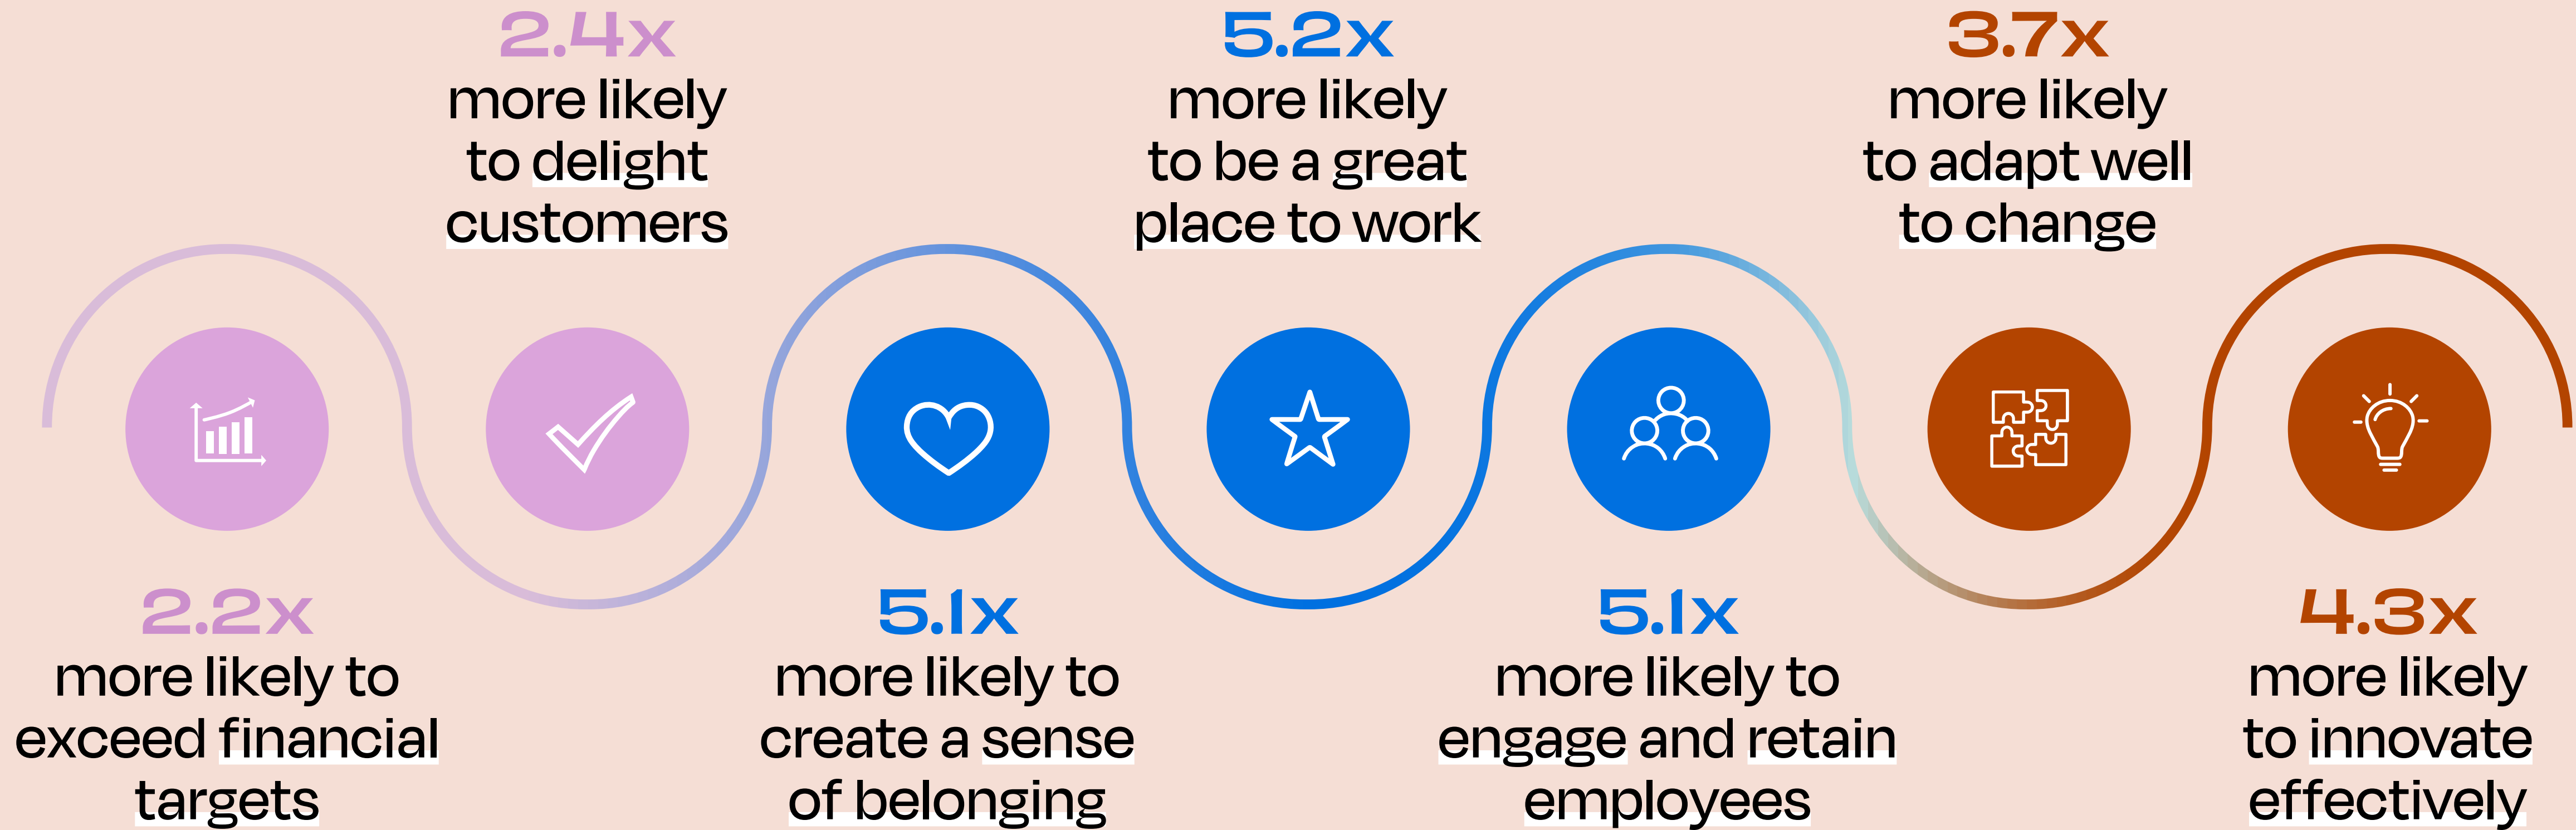 2.4x
more likely
to delight
customers
5.2x
more likely
to be a great
place to work
3.7x
more likely
to adapt well
to change
2.2x
more likely to
exceed financial
targets
5.1x
more likely to
create a sense
of belonging
5.1x
more likely to
engage and retain
employees
4.3x
more likely
to innovate
effectively